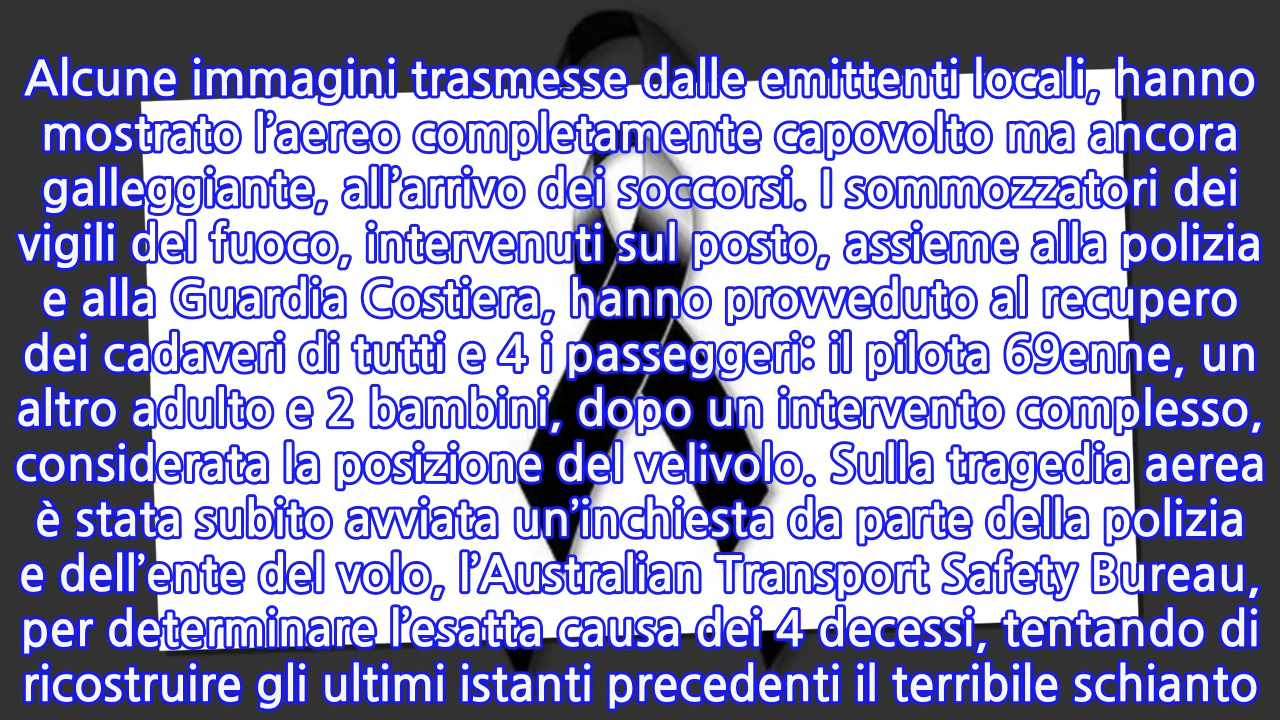 Alcune immagini trasmesse dalle emittenti locali, hanno
mostrato l’aereo completamente capovolto ma ancora
galleggiante, all’arrivo dei soccorsi. I sommozzatori dei
vigili del fuoco, intervenuti sul posto, assieme alla polizia
e alla Guardia Costiera, hanno provveduto al recupero
dei cadaveri di tutti e 4 i passeggeri: il pilota 69enne, un
altro adulto e 2 bambini, dopo un intervento complesso,
considerata la posizione del velivolo. Sulla tragedia aerea
è stata subito avviata un’inchiesta da parte della polizia
e dell’ente del volo, l’Australian Transport Safety Bureau,
per determinare l’esatta causa dei 4 decessi, tentando di
ricostruire gli ultimi istanti precedenti il terribile schianto